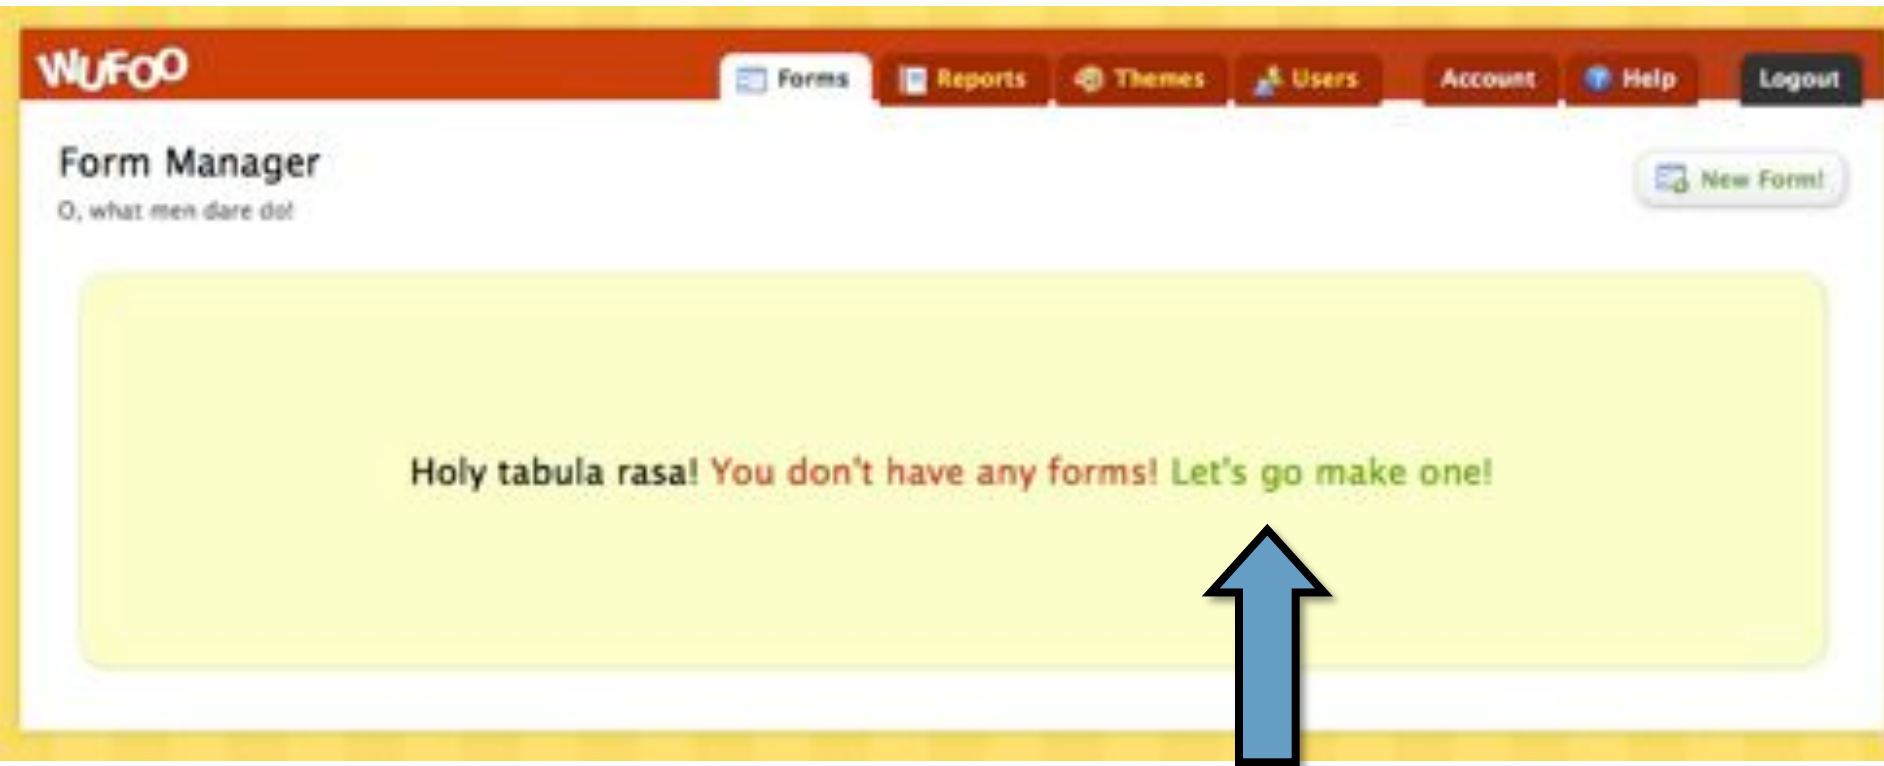 WUFOO
Forms Reports Themes Users Account Help Logout
Form Manager
New Form!
O, what men dare do!
Holy tabula rasa! You don't have any forms! Let's go make one!